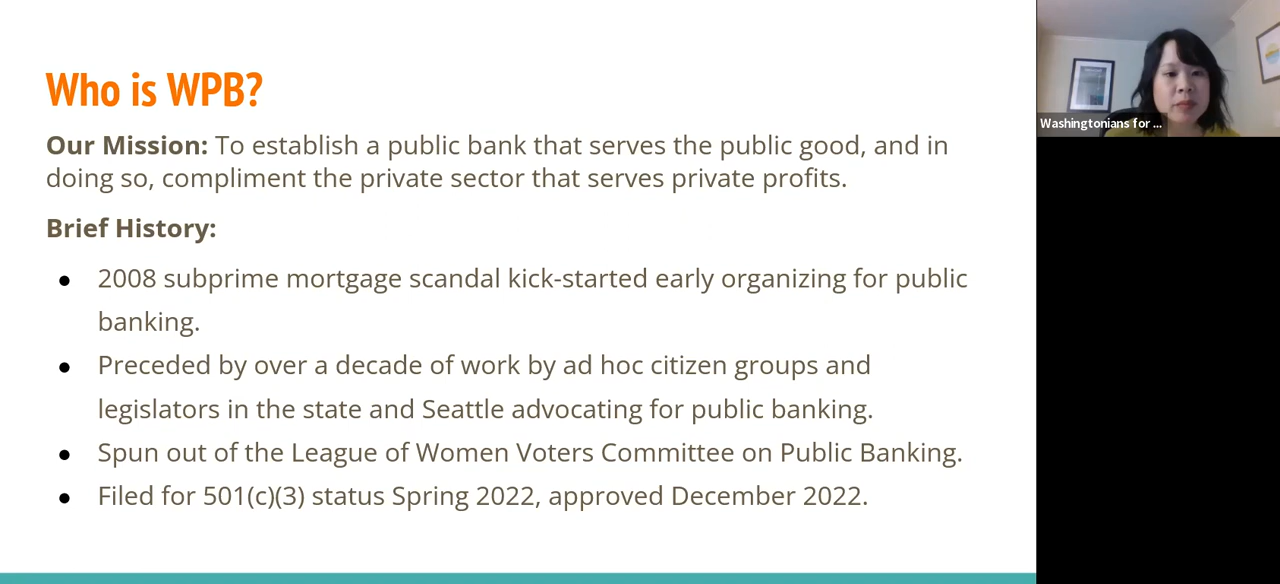 Who is WPB?
Our Mission: To establish a public bank that serves the public good, and in
doing so, compliment the private sector that serves private profits.
Brief History:
● 2008 subprime mortgage scandal kick-started early organizing for public
banking.
● Preceded by over a decade of work by ad hoc citizen groups and
legislators in the state and Seattle advocating for public banking.
● Spun out of the League of Women Voters Committee on Public Banking.
● Filed for 501(c)(3) status Spring 2022, approved December 2022.
Washingtonians for ...